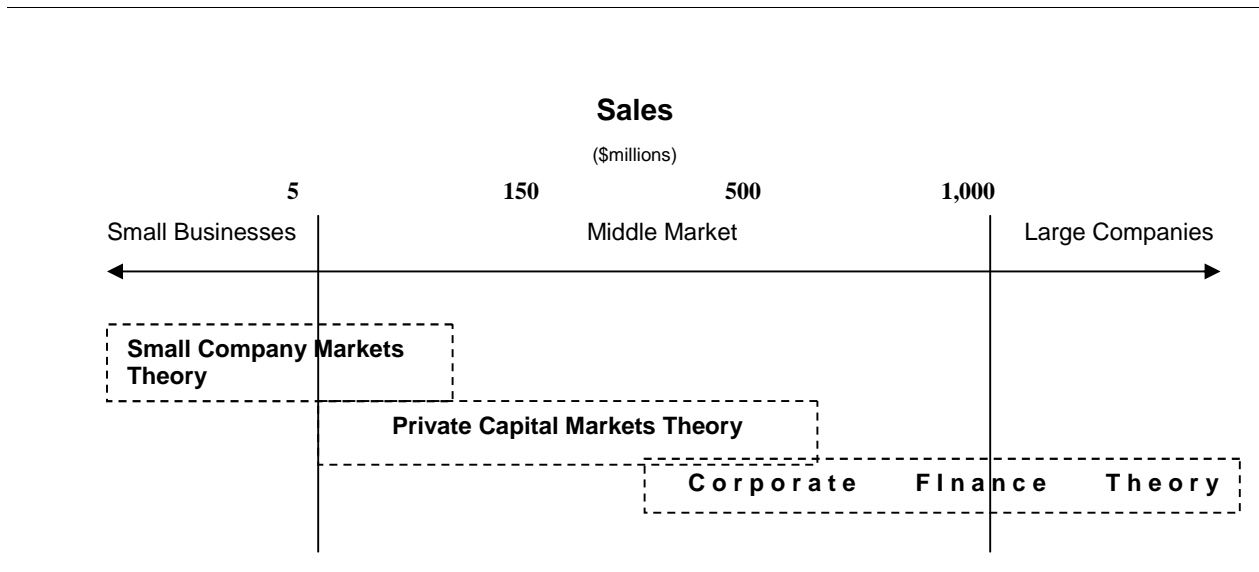 Sales
($millions)
5 150 500 1,000
Small Businesses Middle Market Large Companies
Small Company Markets
Theory
Private Capital Markets Theory
Corporate FInance Theory